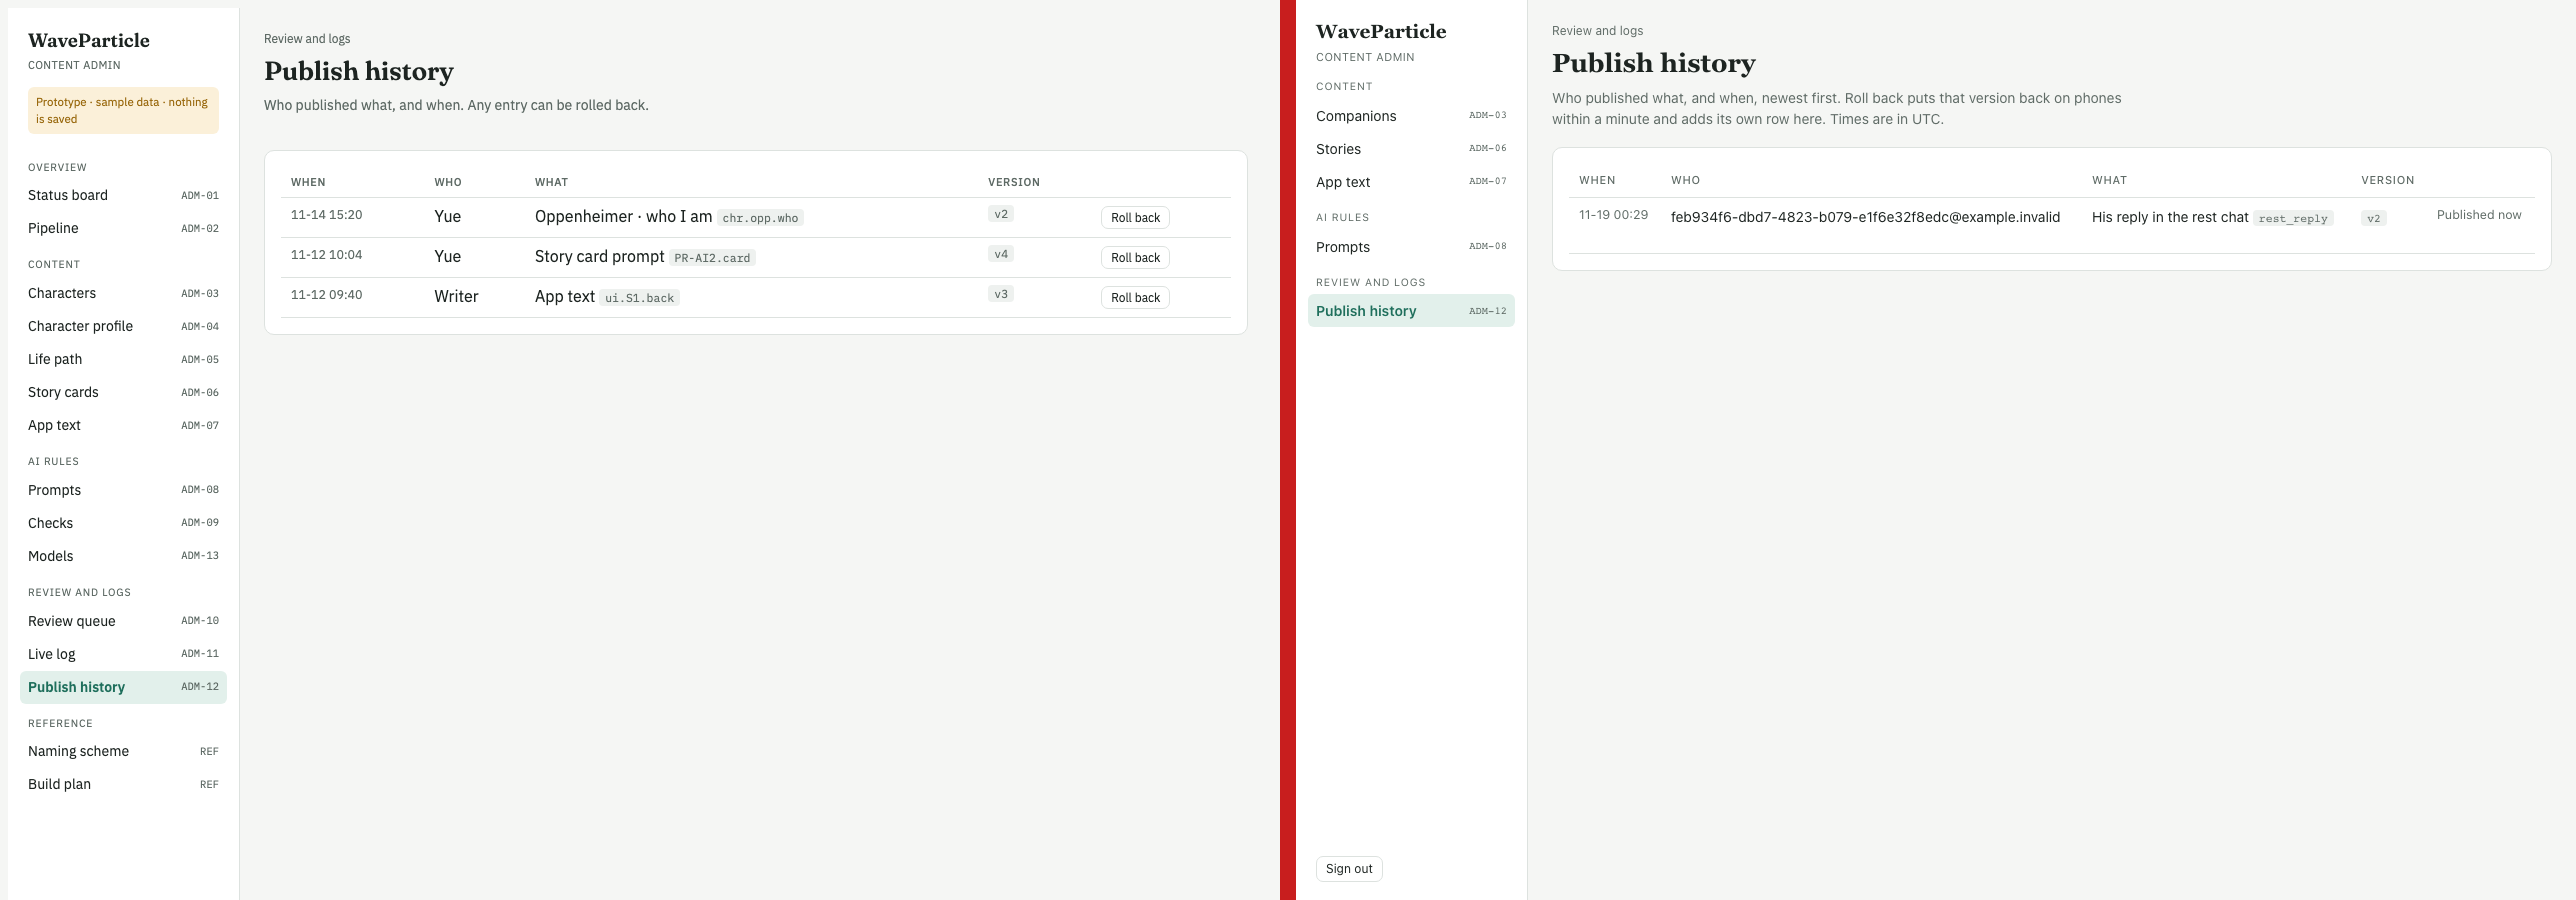 WaveParticle
CONTENT ADMIN
Prototype · sample data · nothing
is saved
OVERVIEW
Status board ADM-01
Pipeline ADM-02
CONTENT
Characters ADM-03
Character profile ADM-04
Life path ADM-05
Story cards ADM-06
App text ADM-07
AI RULES
Prompts ADM-08
Checks ADM-09
Models ADM-13
REVIEW AND LOGS
Review queue ADM-10
Live log ADM-11
Publish history ADM-12
REFERENCE
Naming scheme REF
Build plan REF
Review and logs
Publish history
Who published what, and when. Any entry can be rolled back.
WHEN WHO WHAT VERSION
11-14 15:20 Yue Oppenheimer · who I am chr.opp.who v2 Roll back
11-12 10:04 Yue Story card prompt PR-AI2.card v4 Roll back
11-12 09:40 Writer App text ui.S1.back v3 Roll back
WaveParticle
CONTENT ADMIN
CONTENT
Companions ADM-03
Stories ADM-06
App text ADM-07
AI RULES
Prompts ADM-08
REVIEW AND LOGS
Publish history ADM-12
Sign out
Review and logs
Publish history
Who published what, and when, newest first. Roll back puts that version back on phones
within a minute and adds its own row here. Times are in UTC.
WHEN WHO WHAT VERSION
11-19 00:29 feb934f6-dbd7-4823-b079-e1f6e32f8edc@example.invalid His reply in the rest chat rest_reply v2 Published now